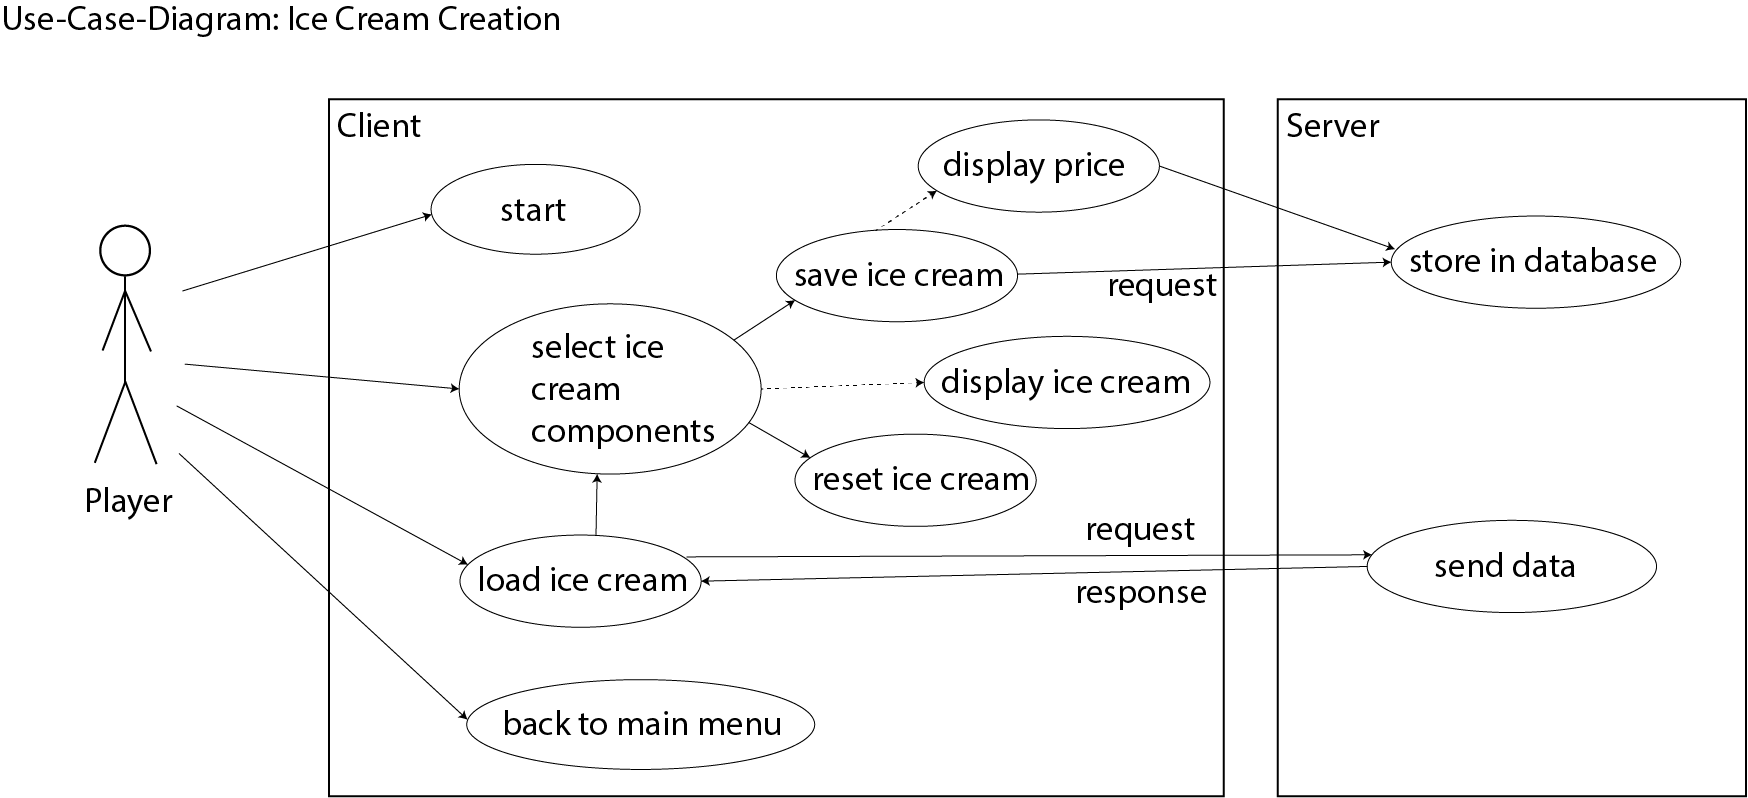 Use-Case-Diagram: Ice Cream Creation
Client
Server
display price
start
save ice cream
request
store in database
select ice
cream
components
display ice cream
reset ice cream
Player
request
load ice cream
send data
response
back to main menu